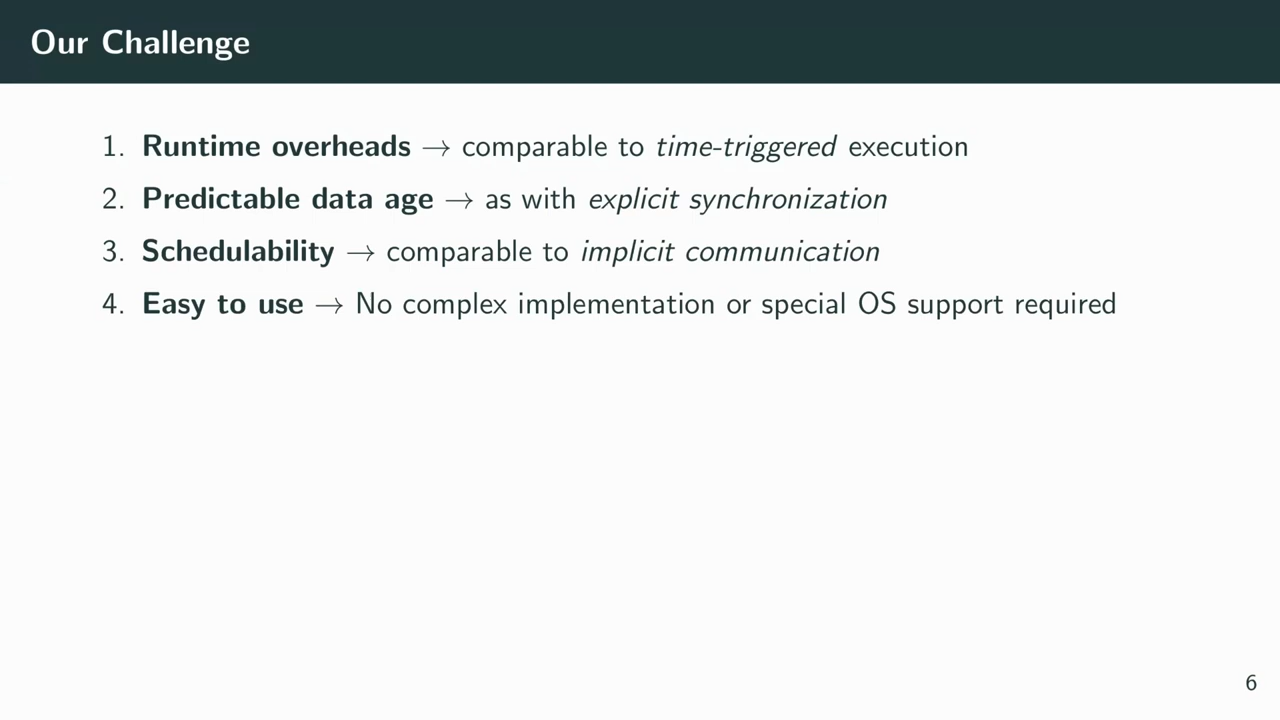 Our Challenge
1. Runtime overheads → comparable to time-triggered execution
2. Predictable data age → as with explicit synchronization
3. Schedulability → comparable to implicit communication
4. Easy to use → No complex implementation or special OS support required
6